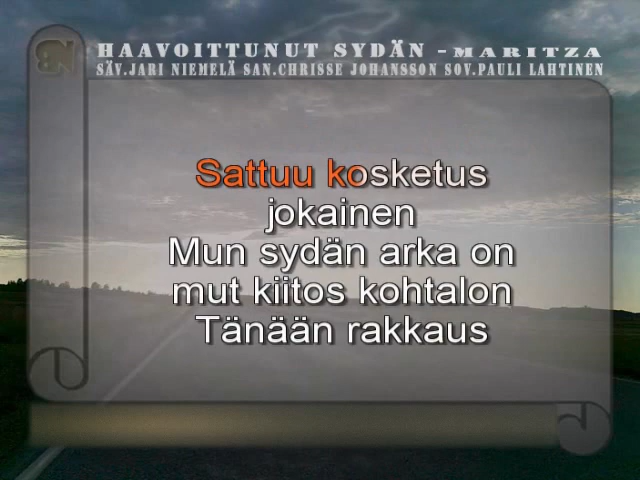 HAAVOITTUNUT SYDÄN - MARITZA
SÄV.JARI NIEMELÄ SAN.CHRISSE JOHANSSON SOV.PAULI LAHTINEN
Sattuu kosketus
jokainen
Mun sydän arka on
mut kiitos kohtalon
Tänään rakkaus